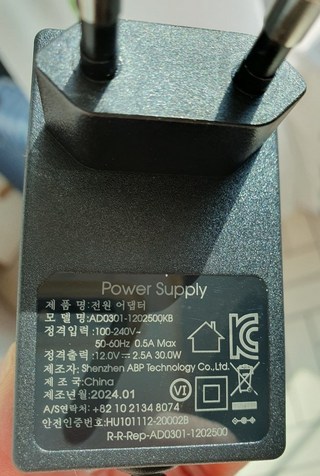 Power Supply
제 품 명:전원 어댑터
모 델 명:AD0301-1202500KB
정격입력:100-240V~
50-60Hz 0.5A Max
정격출력:12.0V⎓2.5A 30.0W
제조자: Shenzhen ABP Technology Co.,Ltd.
제 조 국:China
제조년월:2024.01
A/S연락처: +82 10 2134 8074
안전인증번호:HU101112-20002B
R-R-Rep-AD0301-1202500
VI